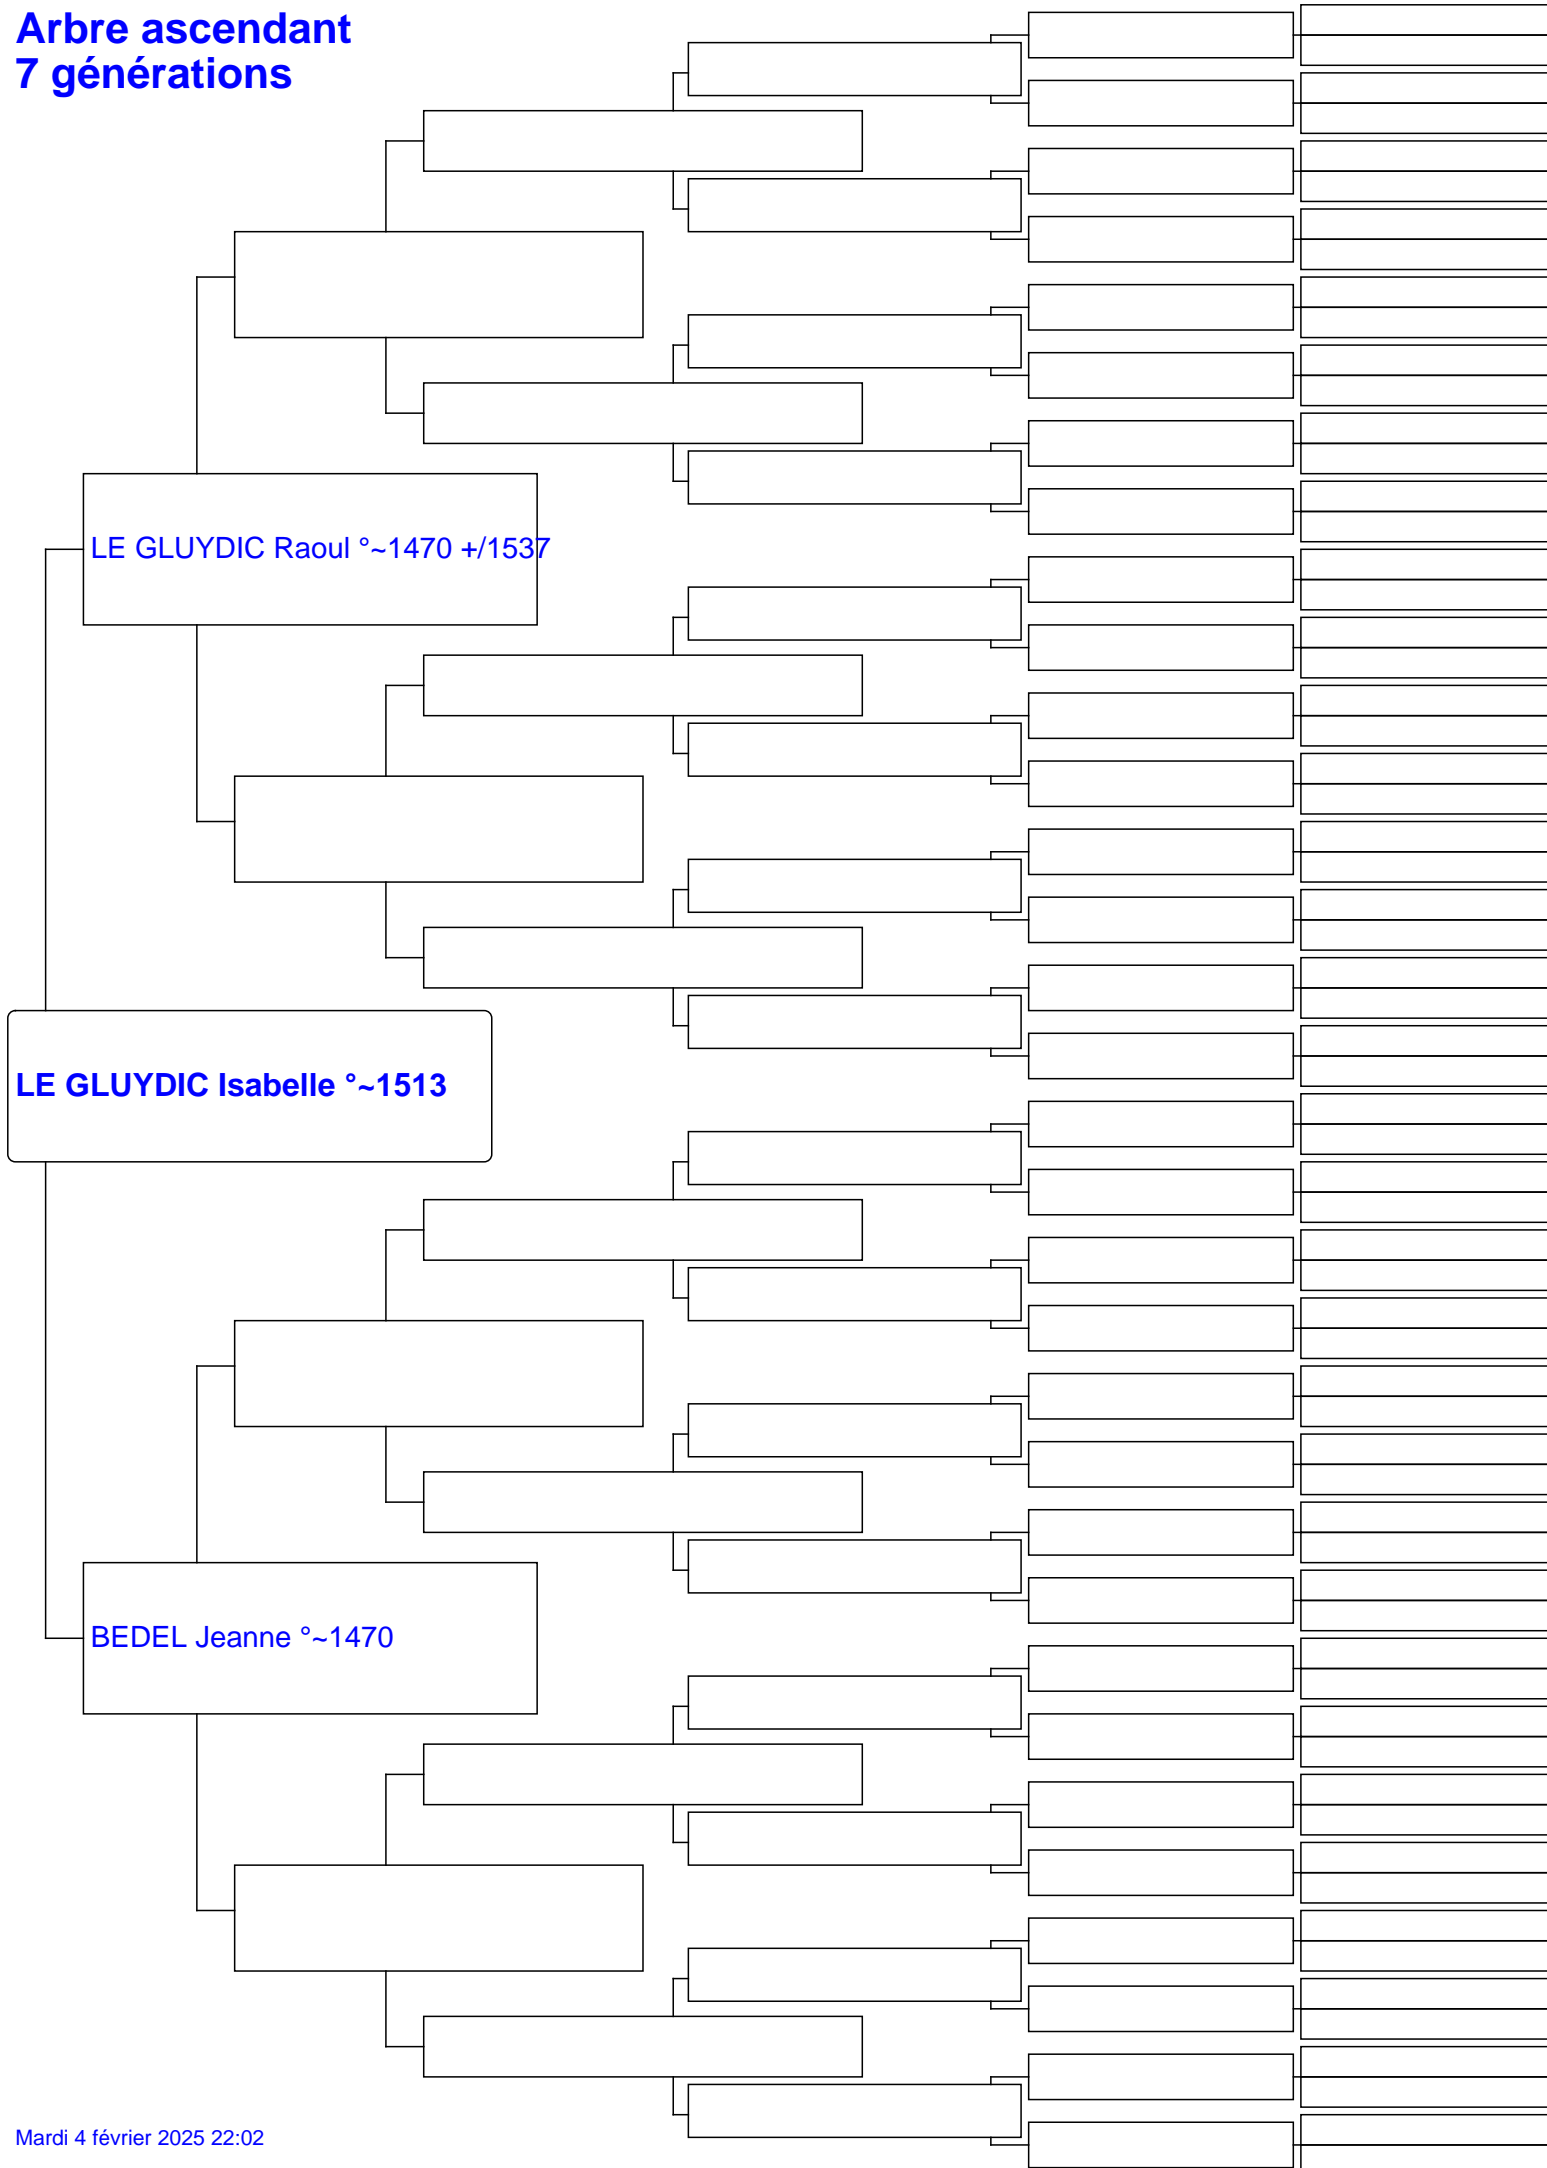 Arbre ascendant
7 générations
LE GLUYDIC Raoul °~1470 +/1537
LE GLUYDIC Isabelle °~1513
BEDEL Jeanne °~1470
Mardi 4 février 2025 22:02